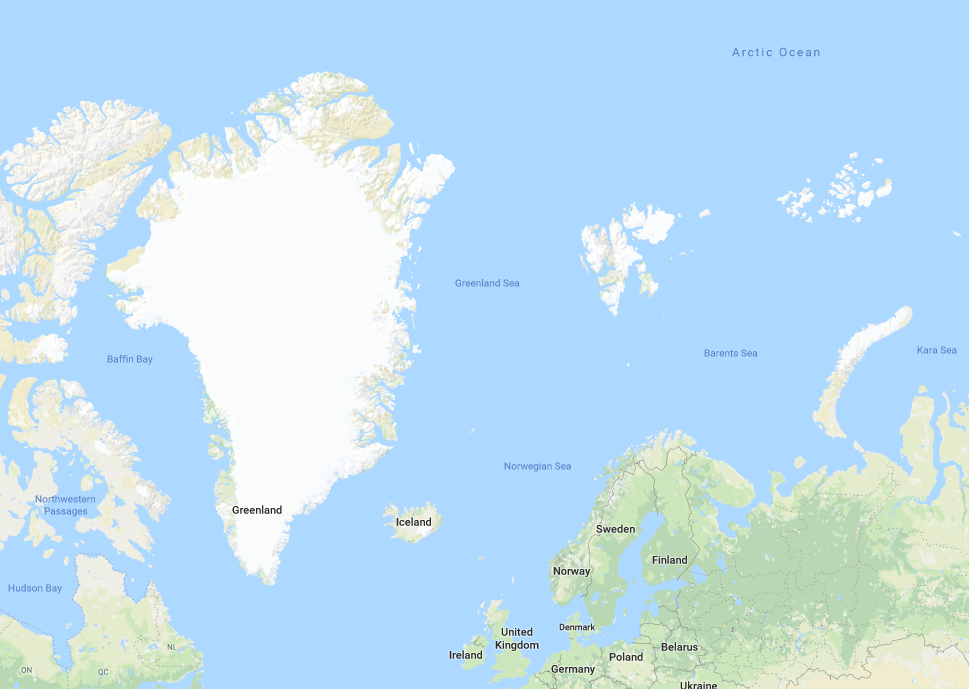 Arctic Ocean
Greenland Sea
Barents Sea
Kara Sea
Baffin Bay
Norwegian Sea
Northwestern
Passages
Greenland
Iceland
Sweden
Finland
Norway
Hudson Bay
Denmark
United
Kingdom
Ireland
Belarus
Poland
Germany
Ukraine
NL
ON
QC